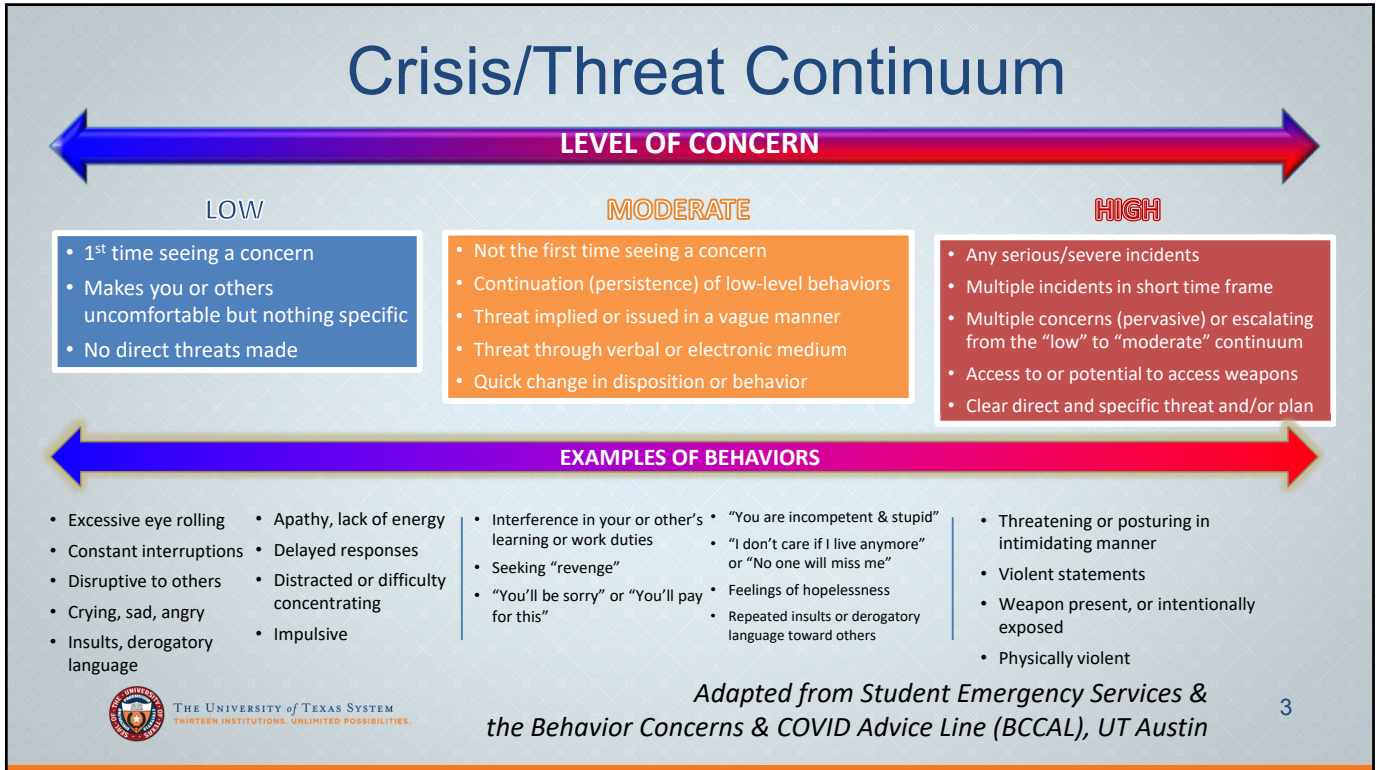 Crisis/Threat Continuum
LEVEL OF CONCERN
LOW
• 1st time seeing a concern
• Makes you or others
uncomfortable but nothing specific
• No direct threats made
MODERATE
• Not the first time seeing a concern
• Continuation (persistence) of low-level behaviors
• Threat implied or issued in a vague manner
• Threat through verbal or electronic medium
• Quick change in disposition or behavior
HIGH
• Any serious/severe incidents
• Multiple incidents in short time frame
• Multiple concerns (pervasive) or escalating
from the “low” to “moderate” continuum
• Access to or potential to access weapons
• Clear direct and specific threat and/or plan
EXAMPLES OF BEHAVIORS
• Excessive eye rolling
• Constant interruptions
• Disruptive to others
• Crying, sad, angry
• Insults, derogatory
language
• Apathy, lack of energy
• Delayed responses
• Distracted or difficulty
concentrating
• Impulsive
• Interference in your or other’s
learning or work duties
• Seeking “revenge”
• “You’ll be sorry” or “You’ll pay
for this”
• “You are incompetent & stupid”
• “I don’t care if I live anymore”
or “No one will miss me”
• Feelings of hopelessness
• Repeated insults or derogatory
language toward others
• Threatening or posturing in
intimidating manner
• Violent statements
• Weapon present, or intentionally
exposed
• Physically violent
THE UNIVERSITY of TEXAS SYSTEM
THIRTEEN INSTITUTIONS. UNLIMITED POSSIBILITIES.
Adapted from Student Emergency Services &
the Behavior Concerns & COVID Advice Line (BCCAL), UT Austin
3